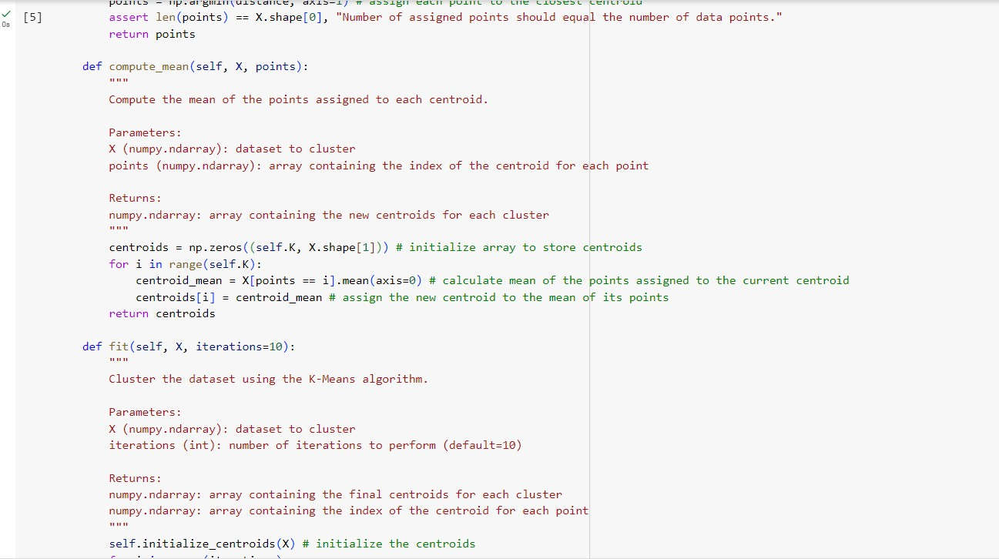 points = np.argmin(distance, axis=1) # assign each point to the closest centroid
[5]
0s
assert len(points) == X.shape[0], "Number of assigned points should equal the number of data points."
return points
def compute_mean(self, X, points):
"""
Compute the mean of the points assigned to each centroid.
Parameters:
X (numpy.ndarray): dataset to cluster
points (numpy.ndarray): array containing the index of the centroid for each point
Returns:
numpy.ndarray: array containing the new centroids for each cluster
"""
centroids = np.zeros((self.K, X.shape[1])) # initialize array to store centroids
for i in range(self.K):
centroid_mean = X[points == i].mean(axis=0) # calculate mean of the points assigned to the current centroid
centroids[i] = centroid_mean # assign the new centroid to the mean of its points
return centroids
def fit(self, X, iterations=10):
"""
Cluster the dataset using the K-Means algorithm.
Parameters:
X (numpy.ndarray): dataset to cluster
iterations (int): number of iterations to perform (default=10)
Returns:
numpy.ndarray: array containing the final centroids for each cluster
numpy.ndarray: array containing the index of the centroid for each point
"""
self.initialize_centroids(X) # initialize the centroids